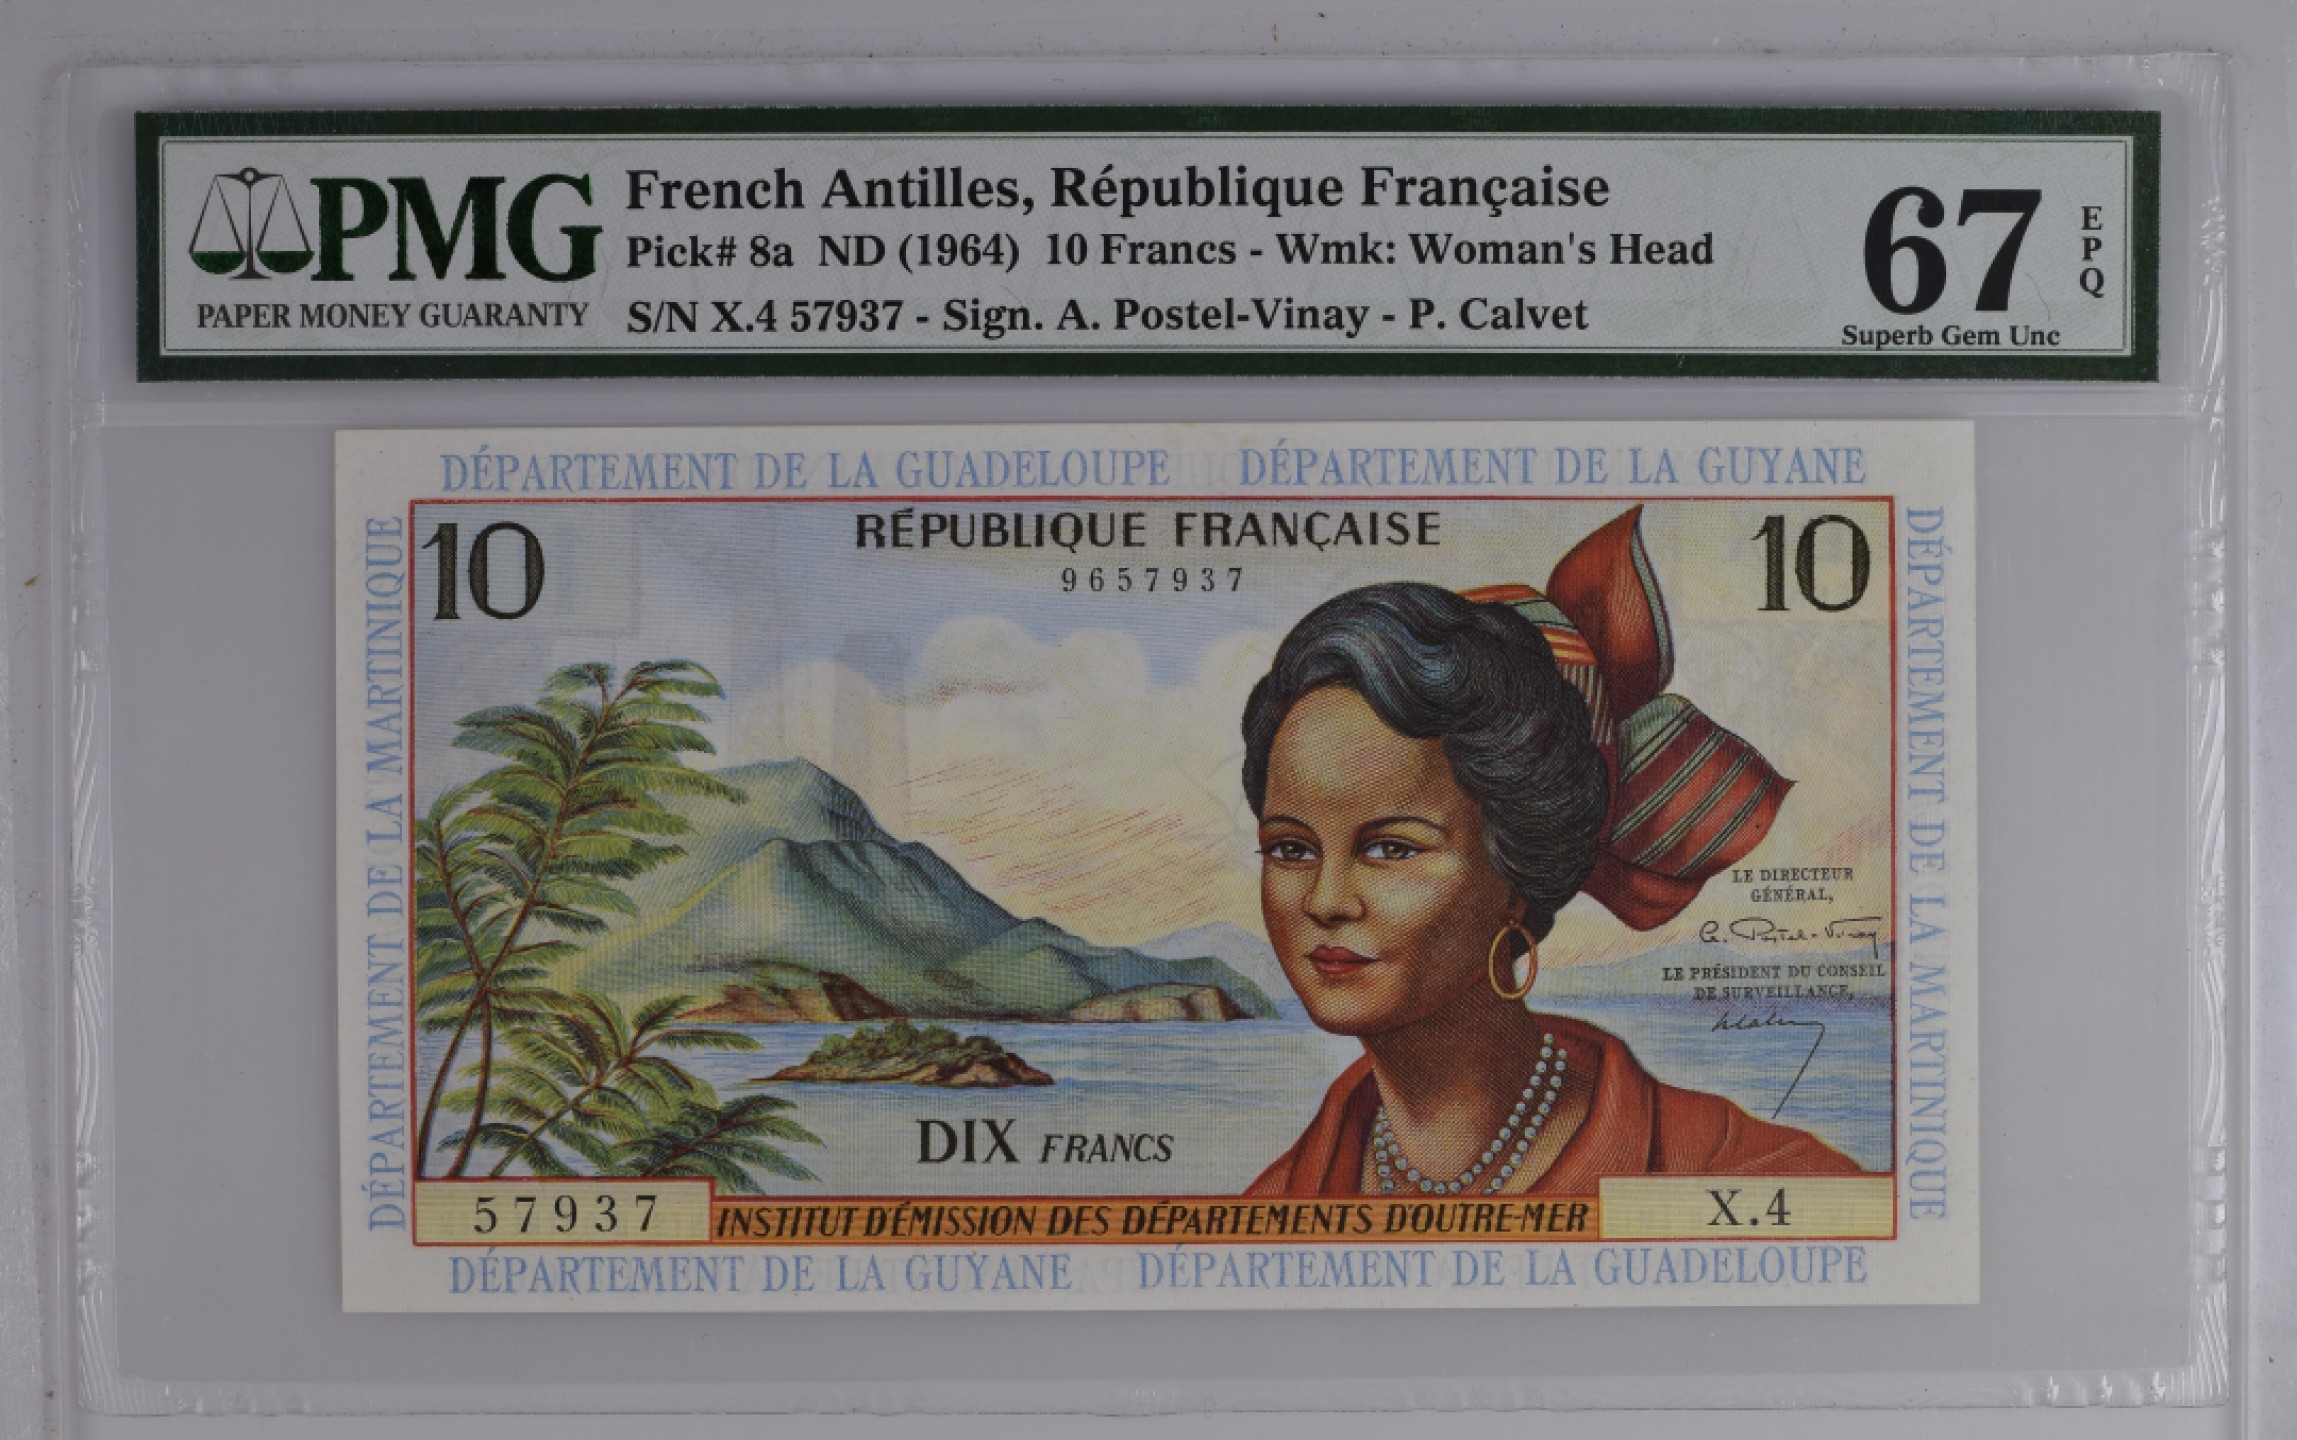 PMG
PAPER MONEY GUARANTY
French Antilles, République Française
Pick# 8a ND (1964) 10 Francs - Wmk: Woman's Head
S/N X.4 57937 - Sign. A. Postel-Vinay - P. Calvet
67
EPQ
Superb Gem Unc
DÉPARTEMENT DE LA GUADELOUPE DÉPARTEMENT DE LA GUYANE
DÉPARTEMENT DE LA MARTINIQUE
DÉPARTEMENT DE LA MARTINIQUE
10
RÉPUBLIQUE FRANÇAISE
10
9657937
LE DIRECTEUR
GÉNÉRAL,
A. Postel-Vinay
LE PRÉSIDENT DU CONSEIL
DE SURVEILLANCE,
DIX FRANCS
57937
INSTITUT D'ÉMISSION DES DÉPARTEMENTS D'OUTRE-MER
X.4
DÉPARTEMENT DE LA GUYANE DÉPARTEMENT DE LA GUADELOUPE